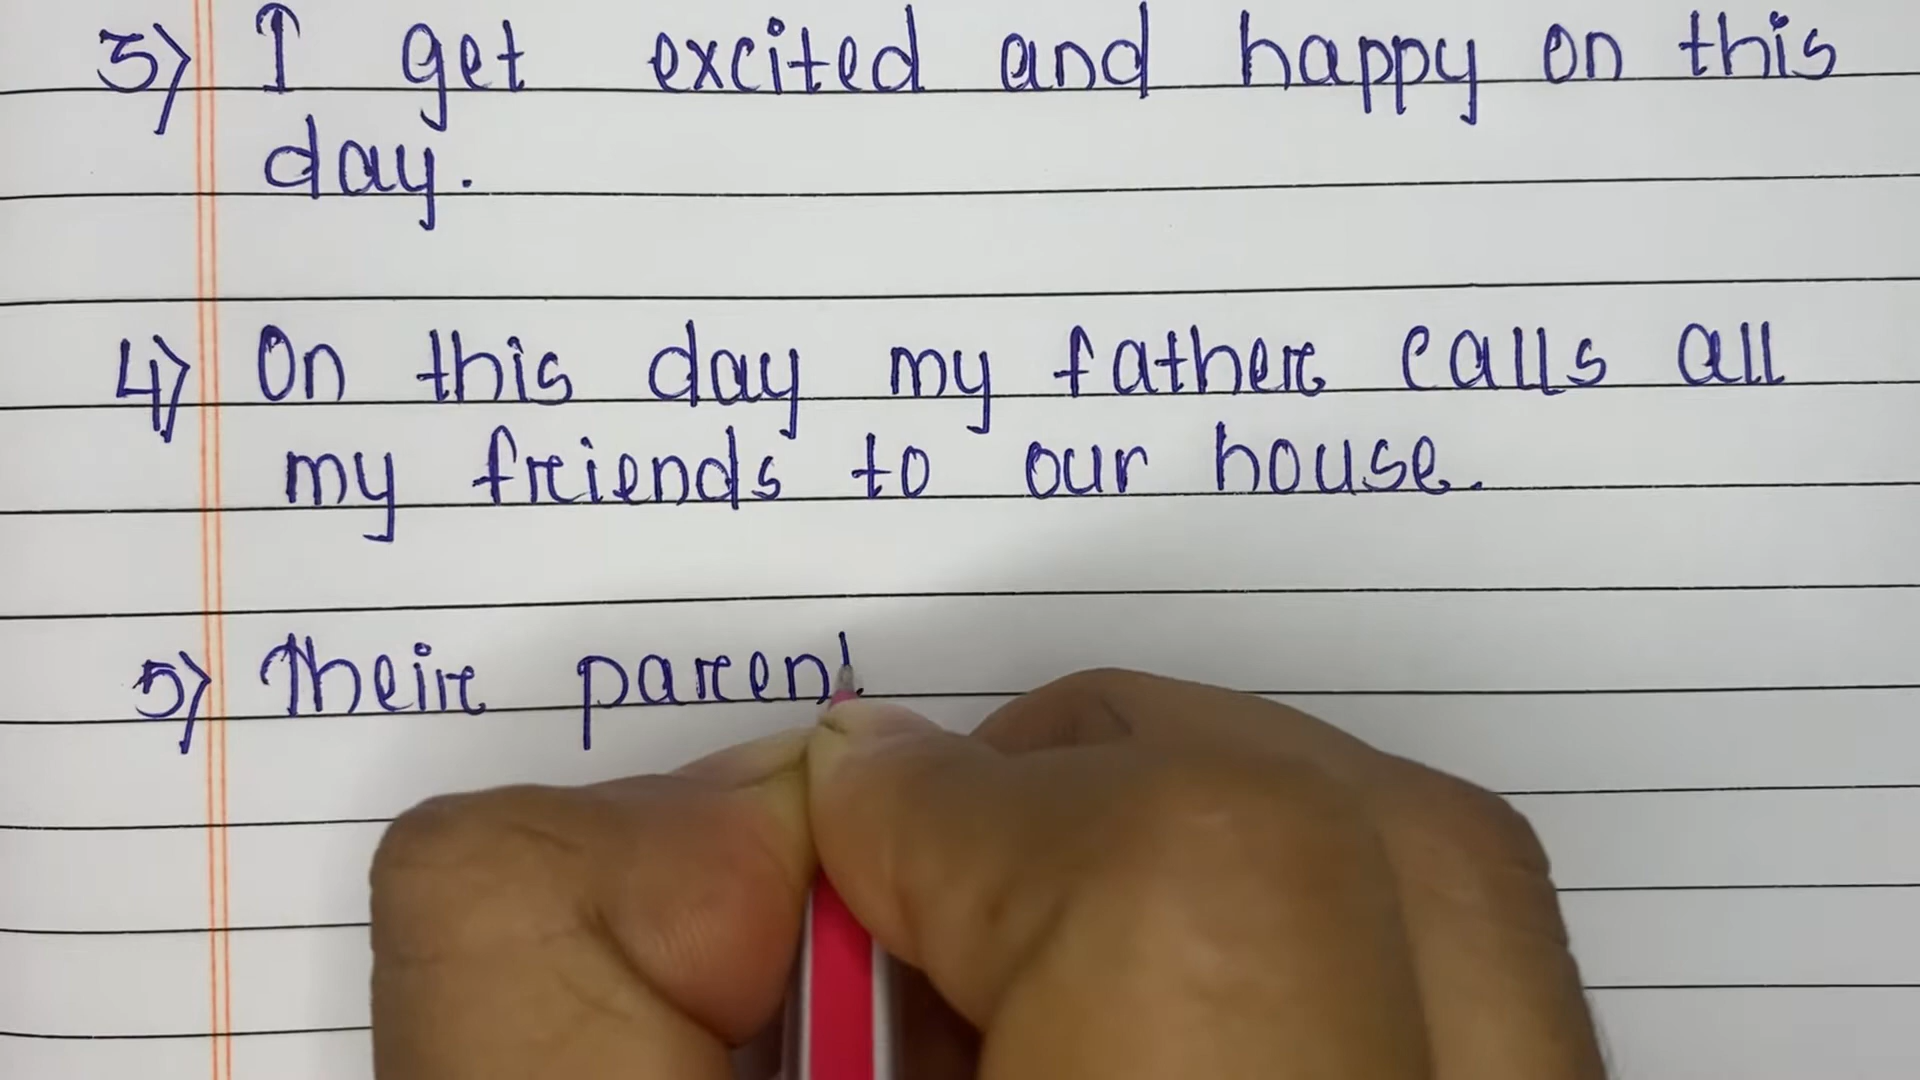 3) I get excited and happy on this
day.
4) On this day my father calls all
my friends to our house.
5) Their paren